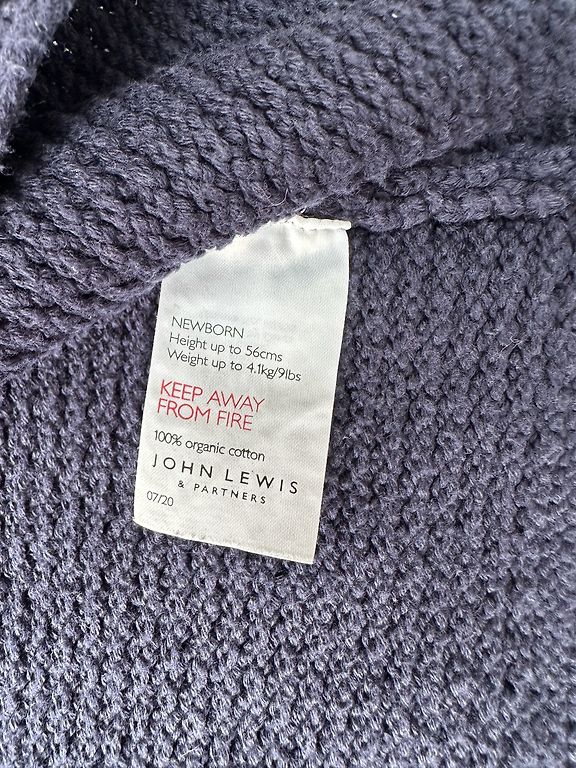 NEWBORN
Height up to 56cms
Weight up to 4.1kg/9lbs
KEEP AWAY
FROM FIRE
100% organic cotton
JOHN LEWIS
& PARTNERS
07/20